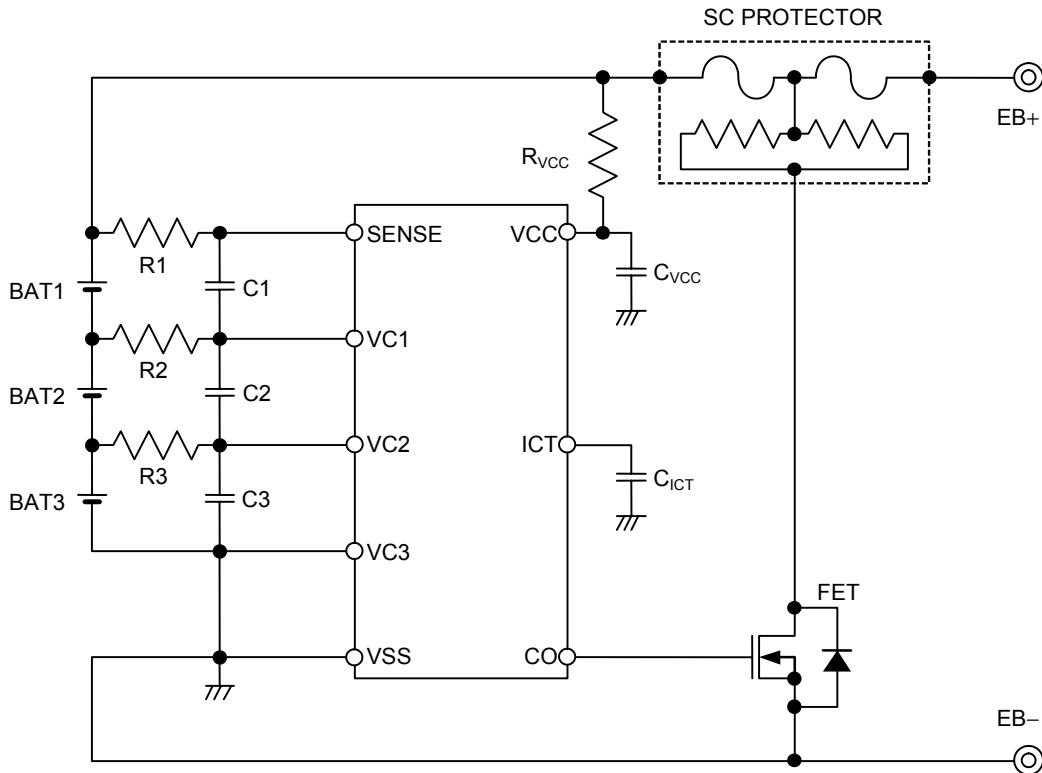 SC PROTECTOR
EB+
RVCC
SENSE
VCC
R1
C1
CVCC
BAT1
VC1
R2
C2
BAT2
VC2
ICT
R3
C3
CICT
BAT3
VC3
FET
VSS
CO
EB−